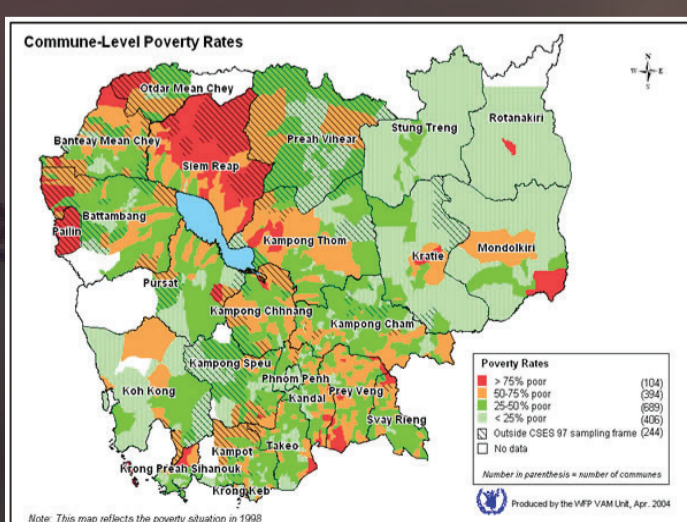 Commune-Level Poverty Rates
N
W E
S
Otdar Mean Chey
Banteay Mean Chey
Siem Reap
Preah Vihear
Stung Treng
Rotanakiri
Battambang
Pailin
Kampong Thom
Kratie
Mondolkiri
Pursat
Kampong Chhnang
Kampong Cham
Kampong Speu
Koh Kong
Phnom Penh
Kandal
Prey Veng
Svay Rieng
Takeo
Kampot
Krong Preah Sihanouk
Krong Keb
Poverty Rates
> 75% poor (104)
50-75% poor (394)
25-50% poor (689)
< 25% poor (406)
Outside CSES 97 sampling frame (244)
No data
Number in parenthesis = number of communes
Produced by the WFP VAM Unit, Apr. 2004
Note: This map reflects the poverty situation in 1998